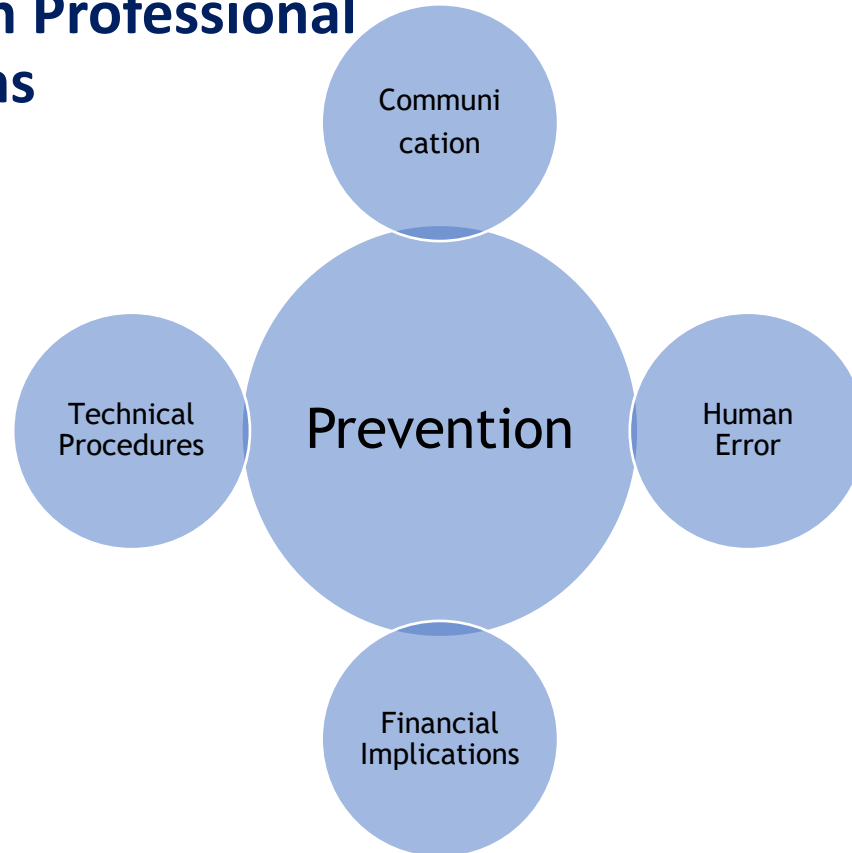 n Professional
ns
Communi
cation
Technical
Procedures
Prevention
Human
Error
Financial
Implications